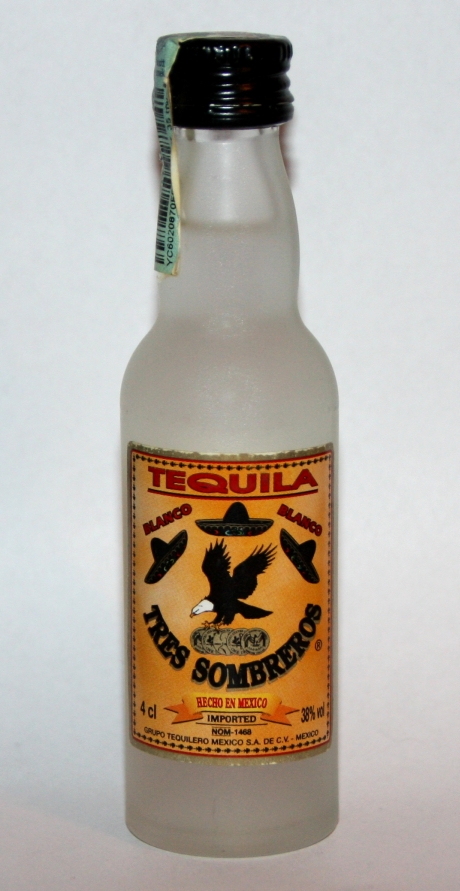 TEQUILA
BLANCO
BLANCO
TRES SOMBREROS ®
HECHO EN MEXICO
4 cl
IMPORTED
38% vol
NOM-1468
GRUPO TEQUILERO MEXICO S.A. DE C.V. - MEXICO